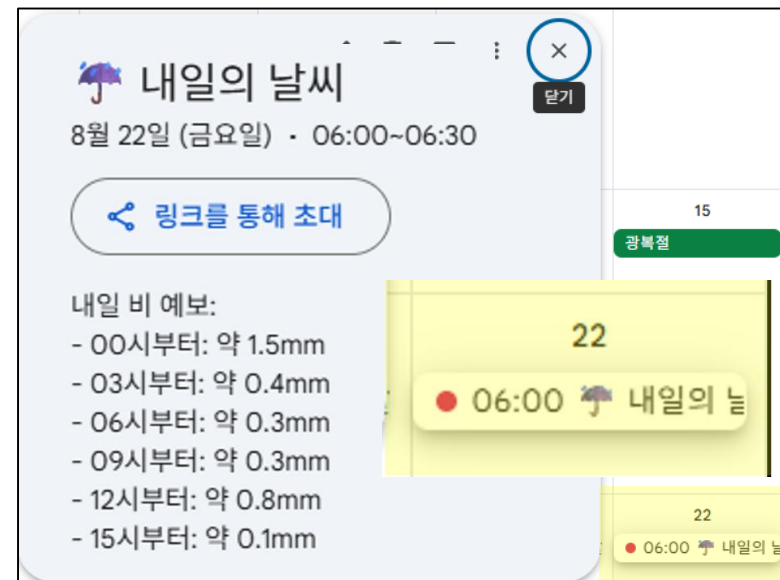 ☔ 내일의 날씨
닫기
8월 22일 (금요일) • 06:00~06:30
링크를 통해 초대
내일 비 예보:
- 00시부터: 약 1.5mm
- 03시부터: 약 0.4mm
- 06시부터: 약 0.3mm
- 09시부터: 약 0.3mm
- 12시부터: 약 0.8mm
- 15시부터: 약 0.1mm
15
광복절
22
06:00 ☔ 내일의
22
06:00 ☔ 내일의